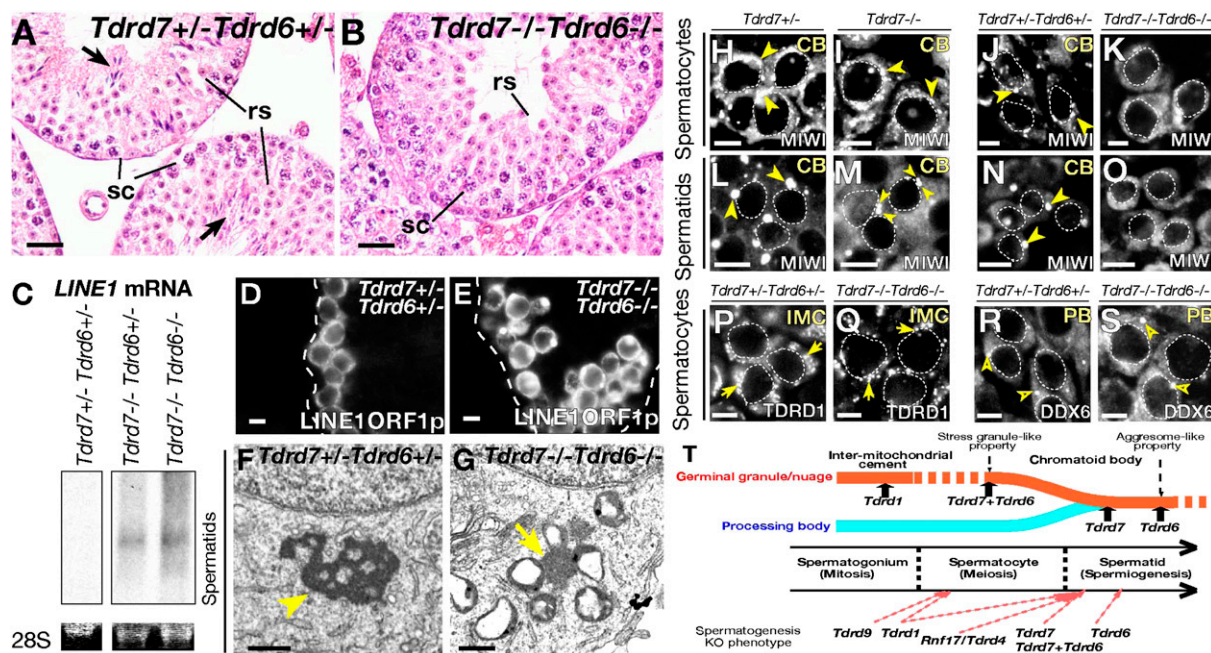 A Tdrd7+/-Tdrd6+/-
rs
sc
B Tdrd7-/-Tdrd6-/-
rs
sc
C LINE1 mRNA
Tdrd7+/- Tdrd6+/-
Tdrd7-/- Tdrd6+/-
Tdrd7-/- Tdrd6-/-
28S
D Tdrd7+/-
Tdrd6+/-
LINE1ORF1p
E Tdrd7-/-
Tdrd6-/-
LINE1ORF1p
Spermatids
F Tdrd7+/-Tdrd6+/-
G Tdrd7-/-Tdrd6-/-
Tdrd7+/- Tdrd7-/- Tdrd7+/-Tdrd6+/- Tdrd7-/-Tdrd6-/-
Spermatocytes
H CB
MIWI
I CB
MIWI
J CB
MIWI
K
MIWI
Spermatids
L CB
MIWI
M CB
MIWI
N CB
MIWI
O
MIWI
Tdrd7+/-Tdrd6+/- Tdrd7-/-Tdrd6-/- Tdrd7+/-Tdrd6+/- Tdrd7-/-Tdrd6-/-
Spermatocytes
P IMC
TDRD1
Q IMC
TDRD1
R PB
DDX6
S PB
DDX6
T
Stress granule-like
property
Aggresome-like
property
Inter-mitochondrial
cement
Chromatoid body
Germinal granule/nuage
Tdrd1
Tdrd7+Tdrd6
Processing body
Tdrd7
Tdrd6
Spermatogonium
(Mitosis)
Spermatocyte
(Meiosis)
Spermatid
(Spermiogenesis)
Spermatogenesis
KO phenotype
Tdrd9
Tdrd1
Rnf17/Tdrd4
Tdrd7
Tdrd7+Tdrd6
Tdrd6